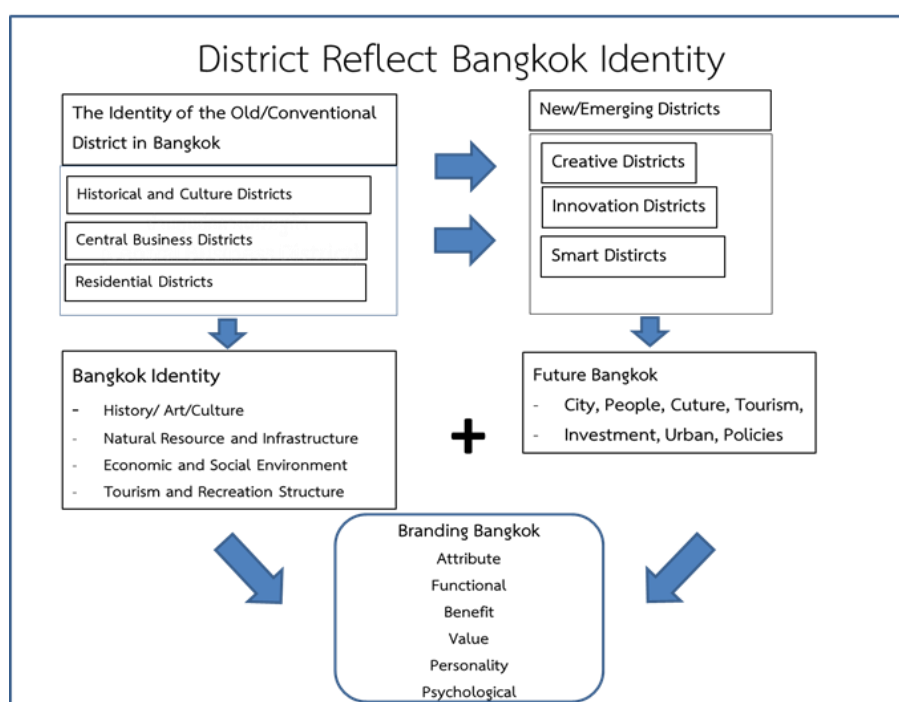 District Reflect Bangkok Identity
The Identity of the Old/Conventional
District in Bangkok
Historical and Culture Districts
Central Business Districts
Residential Districts
New/Emerging Districts
Creative Districts
Innovation Districts
Smart Distircts
Bangkok Identity
- History/ Art/Culture
- Natural Resource and Infrastructure
- Economic and Social Environment
- Tourism and Recreation Structure
+
Future Bangkok
- City, People, Cuture, Tourism,
- Investment, Urban, Policies
Branding Bangkok
Attribute
Functional
Benefit
Value
Personality
Psychological